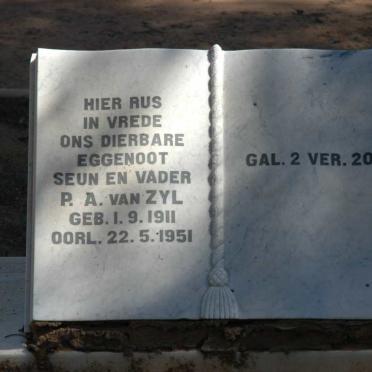 HIER RUS
IN VREDE
ONS DIERBARE
EGGENOOT
SEUN EN VADER
P. A. VAN ZYL
GEB. 1. 9. 1911
OORL. 22. 5. 1951
GAL. 2 VER. 20